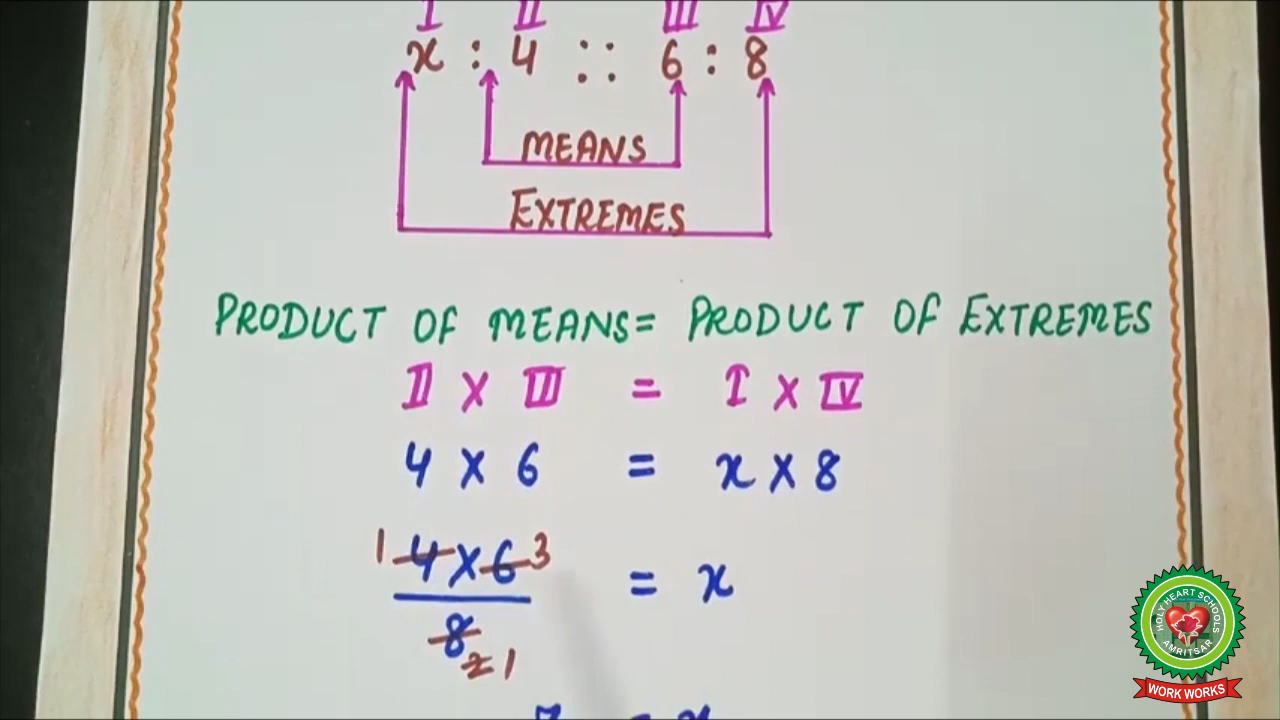 I II III IV
x : 4 :: 6 : 8
MEANS
EXTREMES
PRODUCT OF MEANS = PRODUCT OF EXTREMES
II X III = I X IV
4 X 6 = x X 8
1 4 X 6 3 = x
8 2 1
= x
HOLY HEART SCHOOLS
AMRITSAR
WORK WORKS